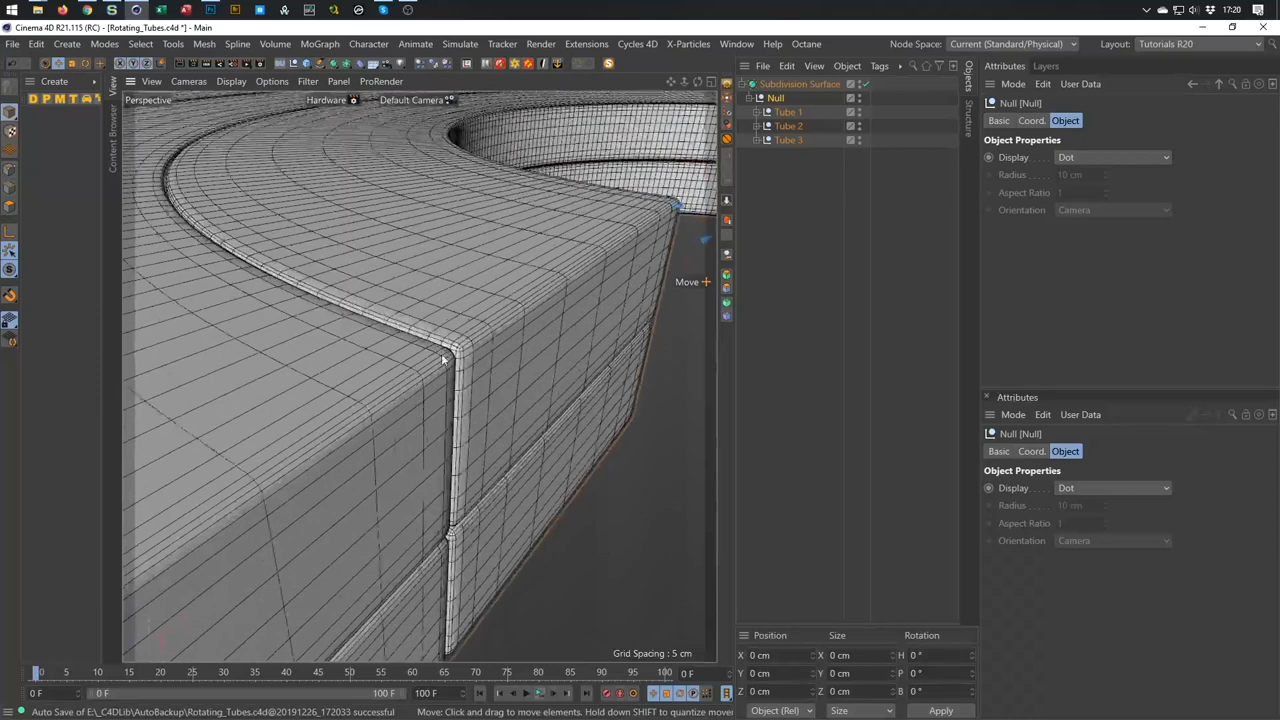 17:20
Cinema 4D R21.115 (RC) - [Rotating_Tubes.c4d *] - Main
File Edit Create Modes Select Tools Mesh Spline Volume MoGraph Character Animate Simulate Tracker Render Extensions Cycles 4D X-Particles Window Help Octane
Node Space: Current (Standard/Physical) Layout: Tutorials R20
Create
D P M T
View Cameras Display Options Filter Panel ProRender
Perspective Hardware Default Camera
View
Content Browser
Move
Grid Spacing : 5 cm
File Edit View Object Tags
Subdivision Surface
Null
Tube 1
Tube 2
Tube 3
Objects
Structure
Attributes Layers
Mode Edit User Data
Null [Null]
Basic Coord. Object
Object Properties
Display. . . . . Dot
Radius . . . . . 10 cm
Aspect Ratio 1
Orientation Camera
Attributes
Mode Edit User Data
Null [Null]
Basic Coord. Object
Object Properties
Display. . . . . Dot
Radius . . . . . 10 cm
Aspect Ratio 1
Orientation Camera
0 5 10 15 20 25 30 35 40 45 50 55 60 65 70 75 80 85 90 95 100 0 F
0 F 0 F 100 F 100 F
Position Size Rotation
X 0 cm X 0 cm H 0 °
Y 0 cm Y 0 cm P 0 °
Z 0 cm Z 0 cm B 0 °
Object (Rel) Size Apply
Auto Save of E:\_C4DLib\AutoBackup\Rotating_Tubes.c4d@20191226_172033 successful
Move: Click and drag to move elements. Hold down SHIFT to quantize movem